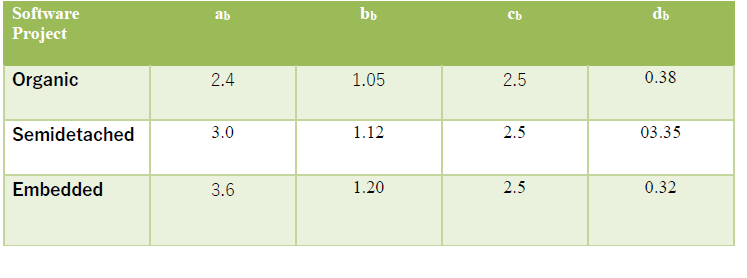 Software Project ab bb cb db
Organic 2.4 1.05 2.5 0.38
Semidetached 3.0 1.12 2.5 03.35
Embedded 3.6 1.20 2.5 0.32